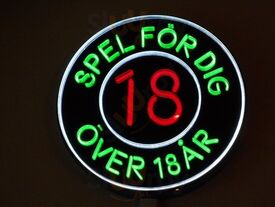 SPEL FÖR DIG
18
ÖVER 18 ÅR